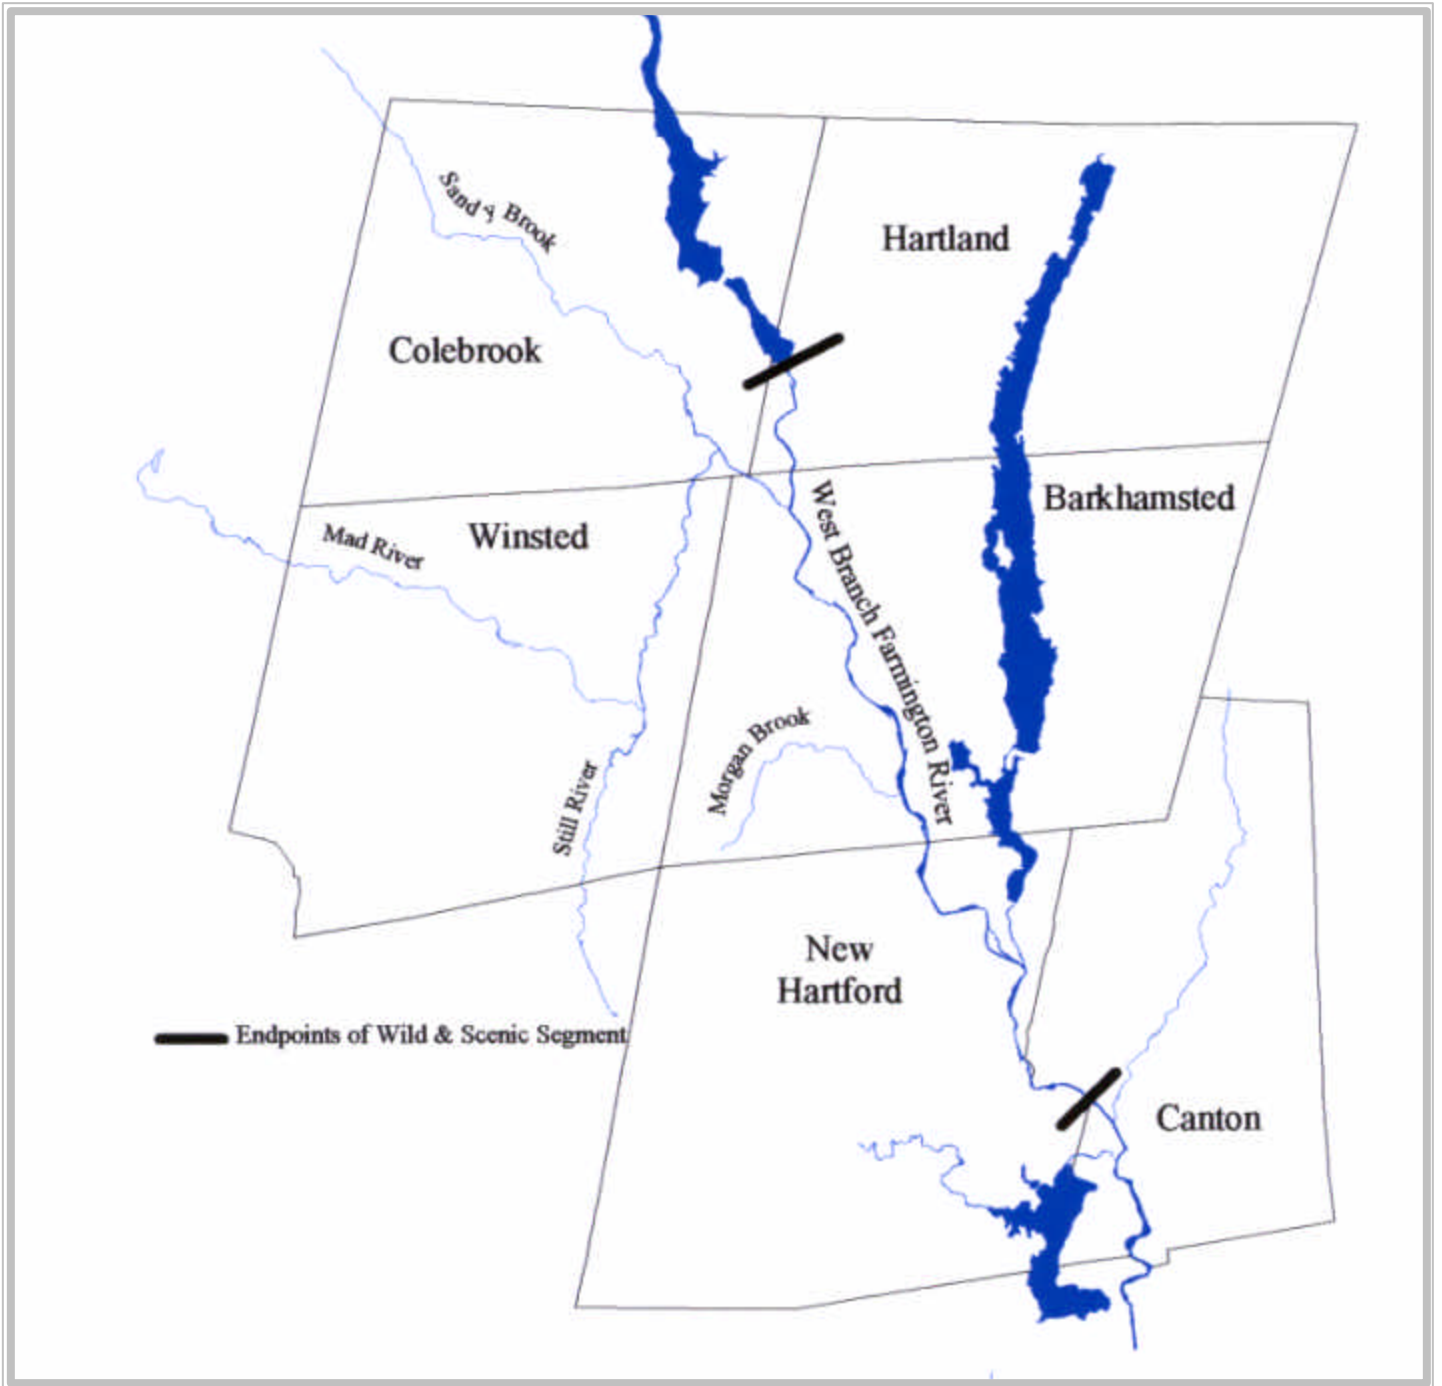 Sandy Brook
Hartland
Colebrook
Barkhamsted
Winsted
Mad River
West Branch Farmington River
Morgan Brook
Still River
New
Hartford
Endpoints of Wild & Scenic Segment
Canton